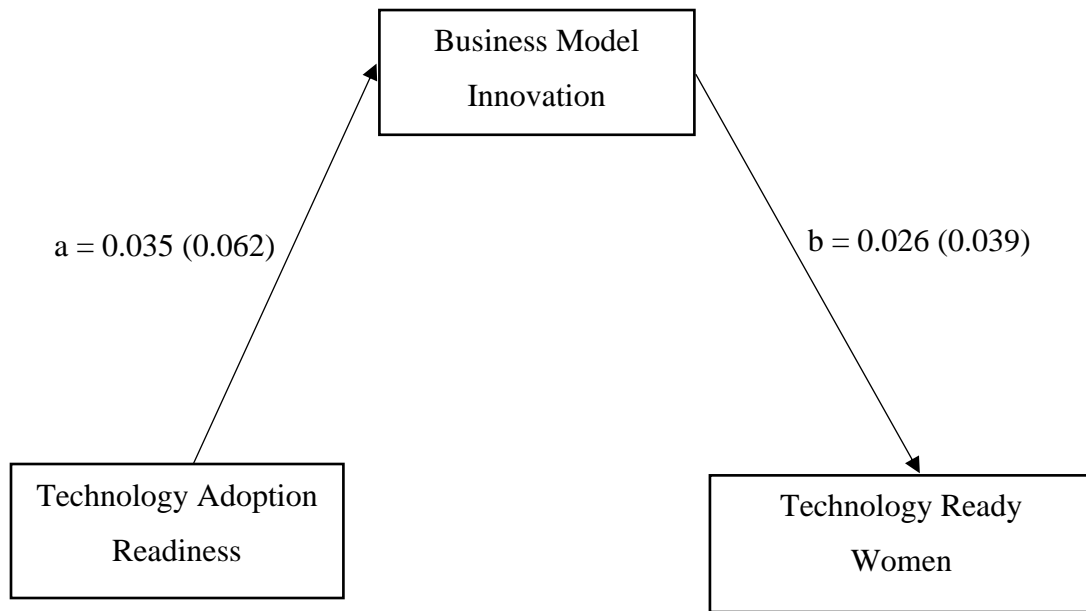 Business Model
Innovation
a = 0.035 (0.062)
b = 0.026 (0.039)
Technology Adoption
Readiness
Technology Ready
Women